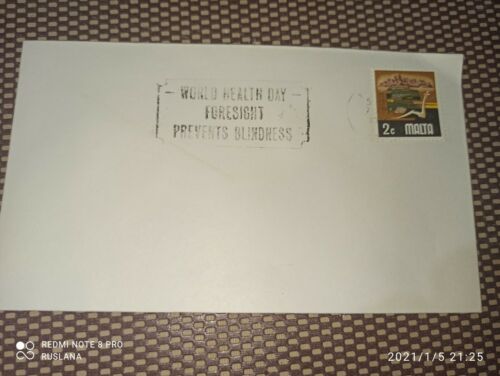 WORLD HEALTH DAY
FORESIGHT
PREVENTS BLINDNESS
2c MALTA
REDMI NOTE 8 PRO
RUSLANA
2021/1/5 21:25